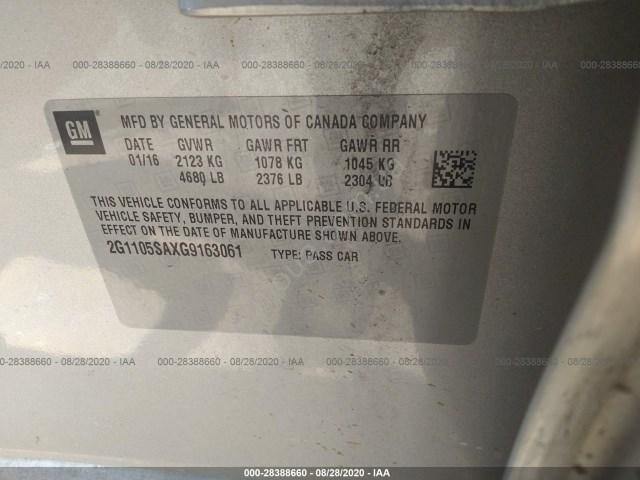 000-28388660 - 08/28/2020 - IAA
GM
MFD BY GENERAL MOTORS OF CANADA COMPANY
DATE GVWR GAWR FRT GAWR RR
01/16 2123 KG 1078 KG 1045 KG
4680 LB 2376 LB 2304 LB
THIS VEHICLE CONFORMS TO ALL APPLICABLE U.S. FEDERAL MOTOR
VEHICLE SAFETY, BUMPER, AND THEFT PREVENTION STANDARDS IN
EFFECT ON THE DATE OF MANUFACTURE SHOWN ABOVE.
2G1105SAXG9163061 TYPE: PASS CAR
000-28388660 - 08/28/2020 - IAA
000-28388660 - 08/28/2020 - IAA